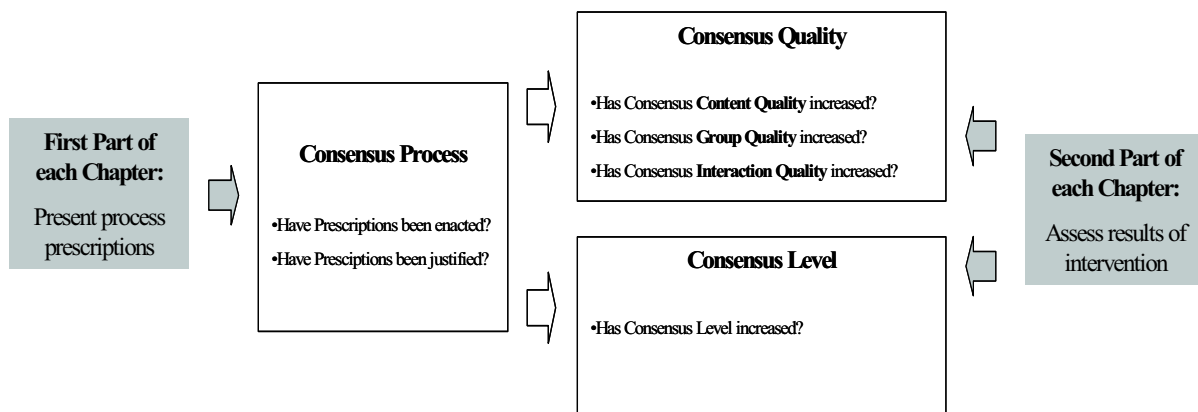 First Part of
each Chapter:
Present process
prescriptions
Consensus Process
•Have Prescriptions been enacted?
•Have Presciptions been justified?
Consensus Quality
•Has Consensus Content Quality increased?
•Has Consensus Group Quality increased?
•Has Consensus Interaction Quality increased?
Consensus Level
•Has Consensus Level increased?
Second Part of
each Chapter:
Assess results of
intervention